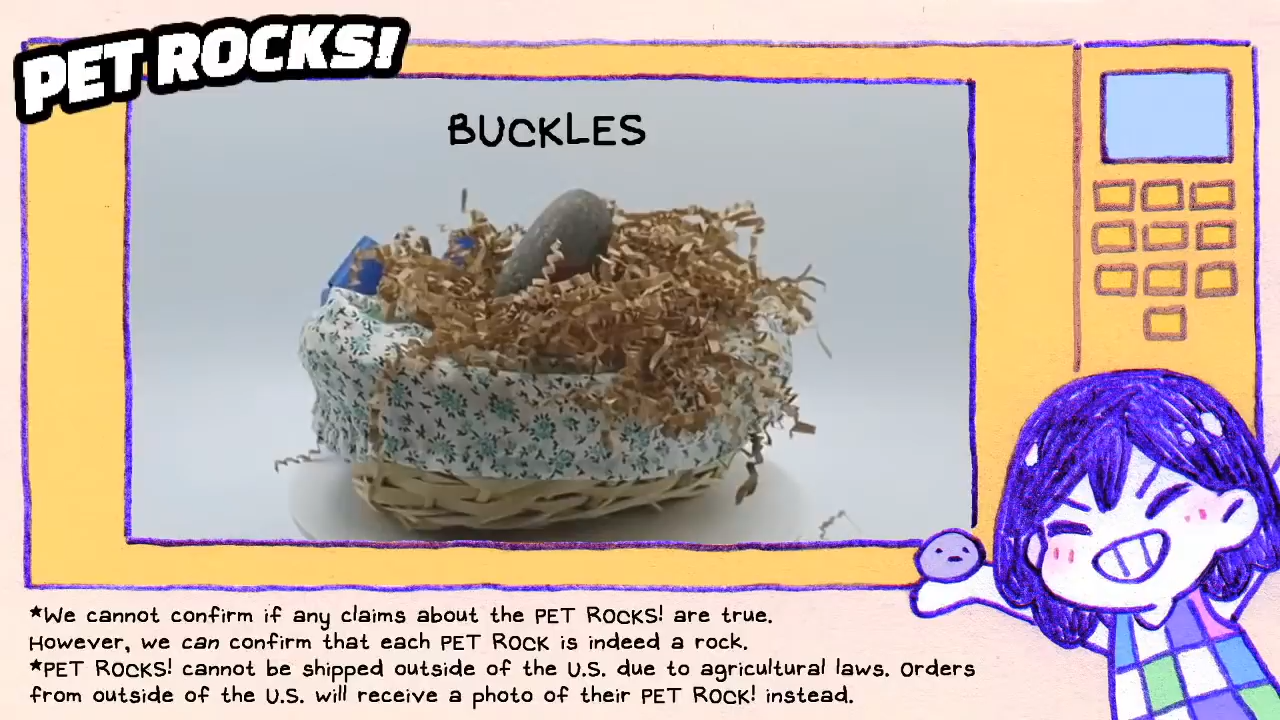 PET ROCKS!
BUCKLES
*We cannot confirm if any claims about the PET ROCKS! are true.
However, we can confirm that each PET ROCK is indeed a rock.
*PET ROCKS! cannot be shipped outside of the U.S. due to agricultural laws. Orders
from outside of the U.S. will receive a photo of their PET ROCK! instead.